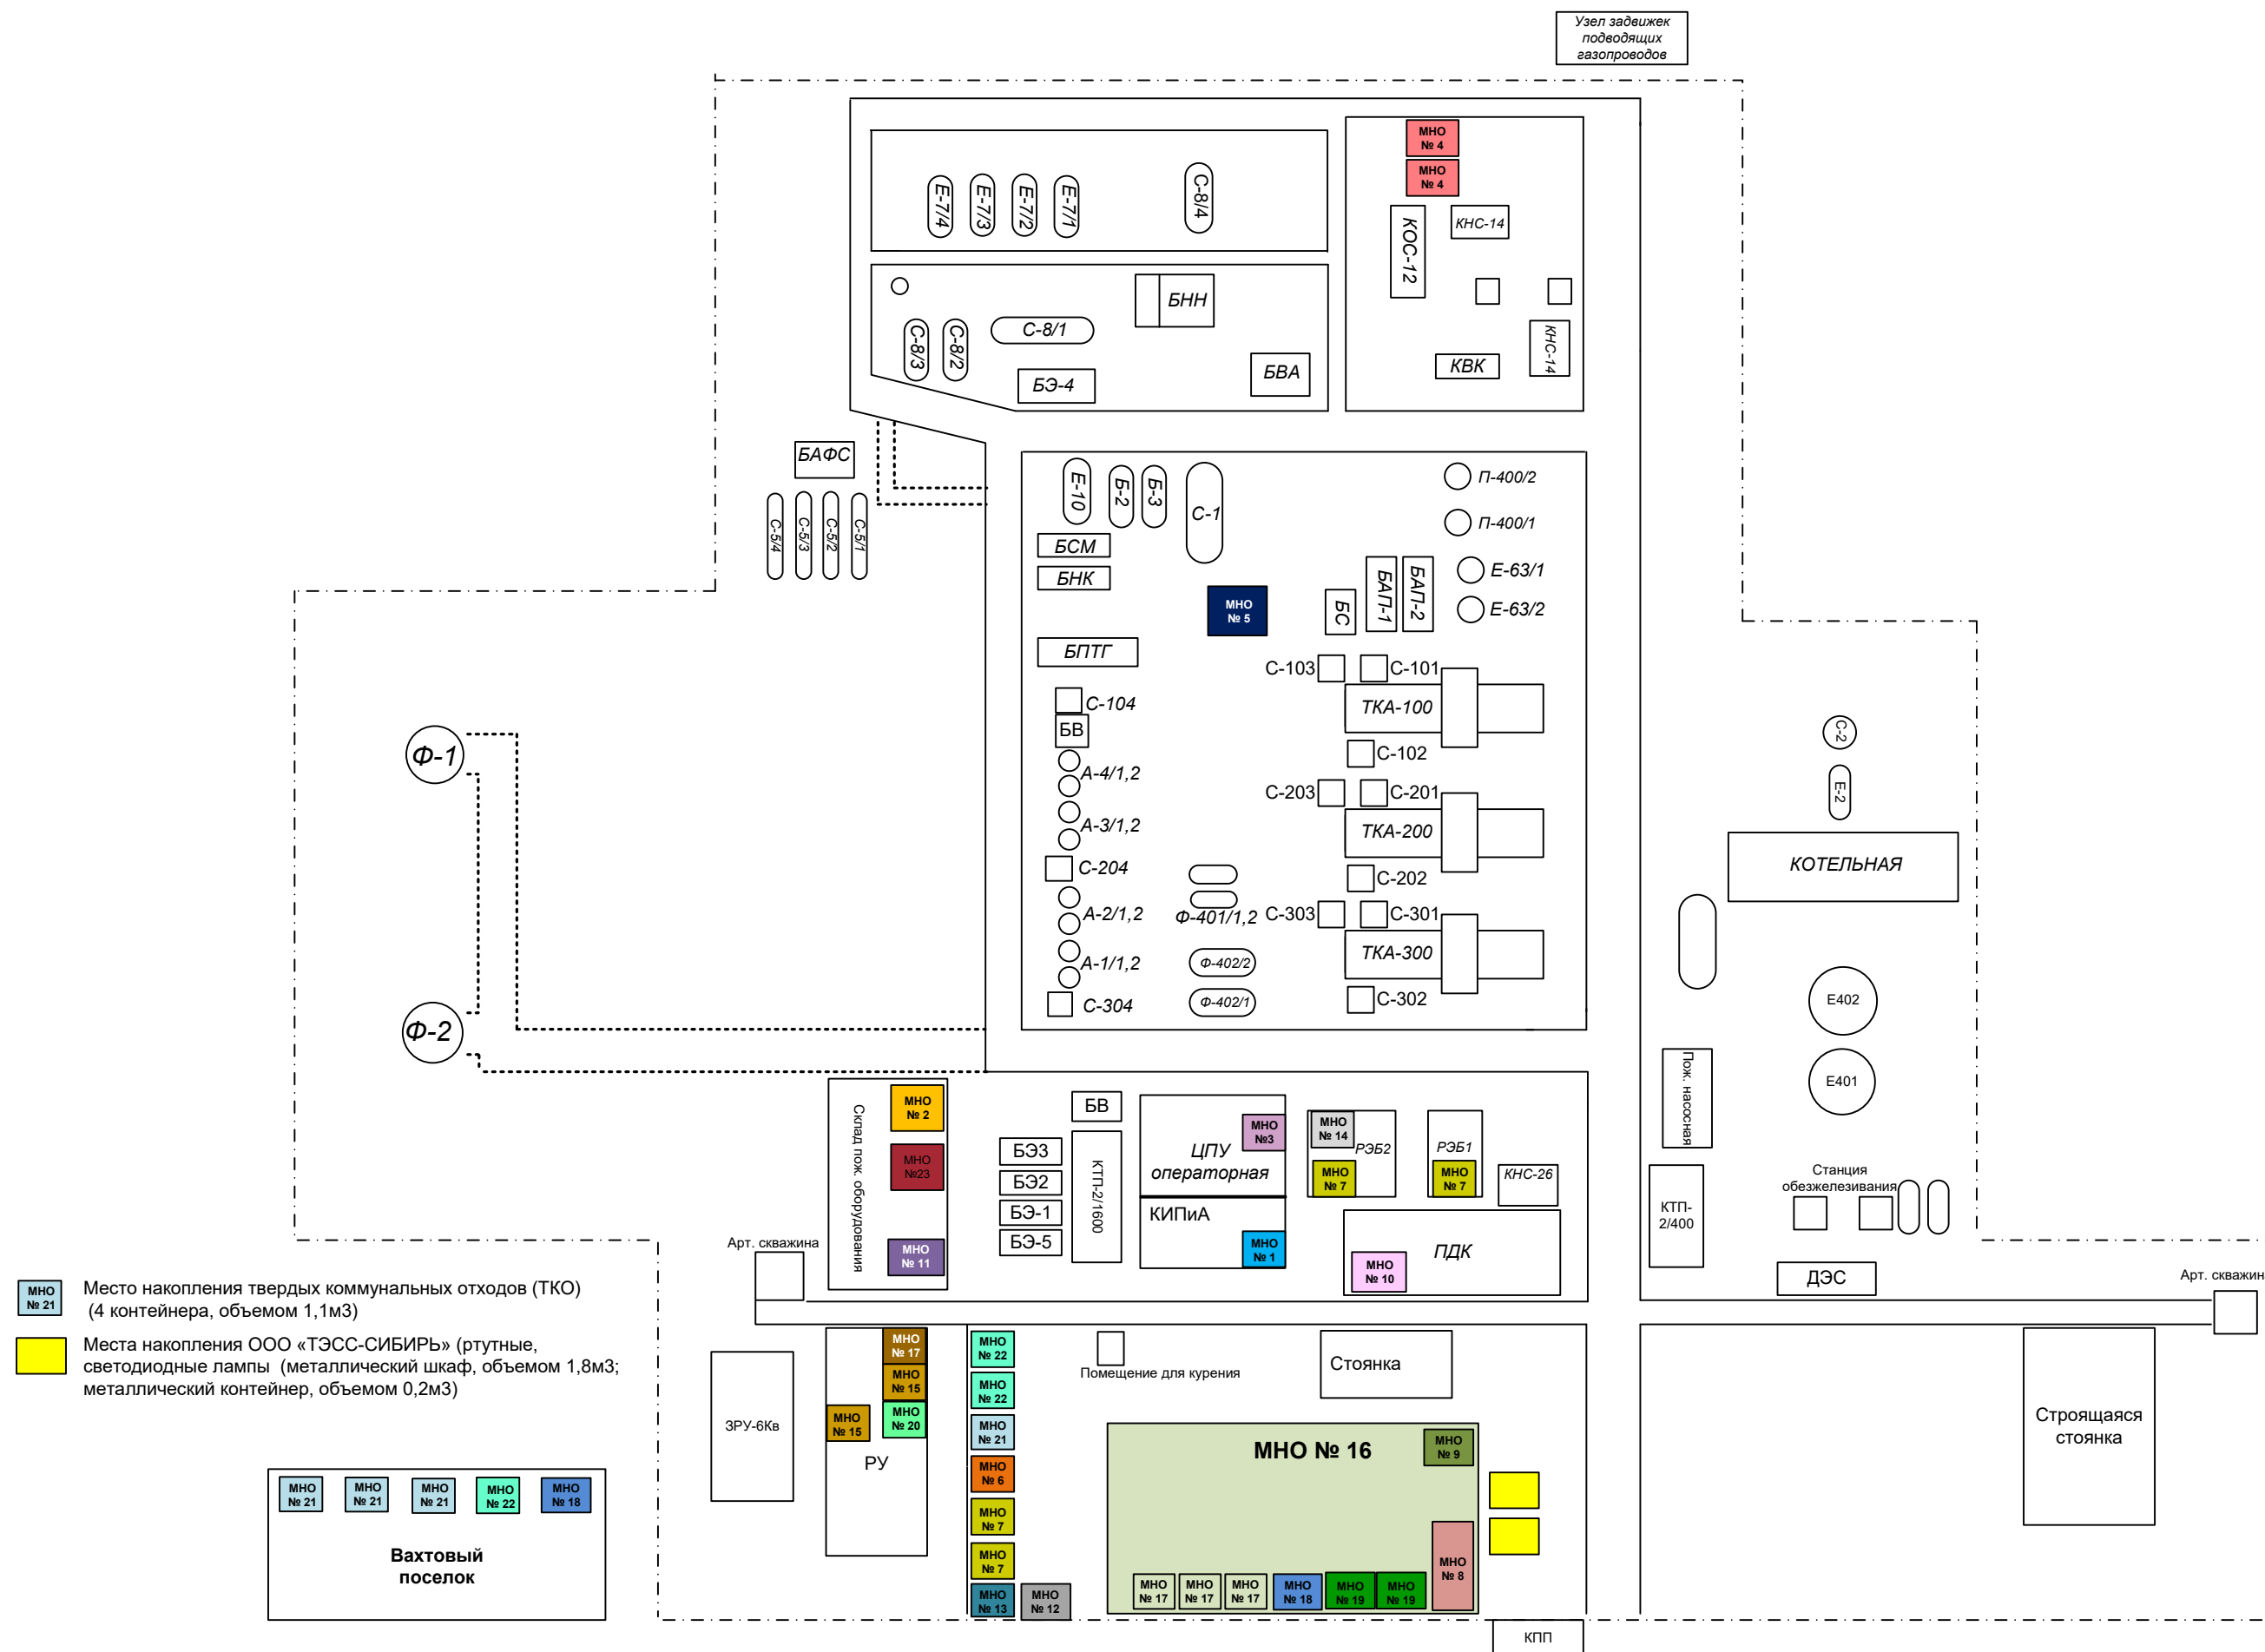 Узел задвижек
подводящих
газопроводов
МНО
№ 4
МНО
№ 4
Е-7/4
Е-7/3
Е-7/2
Е-7/1
С-8/4
КОС-12
КНС-14
БНН
С-8/1
С-8/3
С-8/2
БЭ-4
БВА
КВК
КНС-14
БАФС
С-5/4
С-5/3
С-5/2
С-5/1
Е-10
Б-2
Б-3
С-1
П-400/2
П-400/1
БСМ
БНК
МНО
№ 5
БС
БАП-1
БАП-2
Е-63/1
Е-63/2
БПТГ
С-103
С-101
С-104
ТКА-100
БВ
С-102
А-4/1,2
С-203
С-201
А-3/1,2
ТКА-200
С-204
С-202
А-2/1,2
Ф-401/1,2
С-303
С-301
А-1/1,2
Ф-402/2
ТКА-300
С-304
Ф-402/1
С-302
Ф-1
Ф-2
С-2
Е-2
КОТЕЛЬНАЯ
Е402
Е401
Пож. насосная
Станция
обезжелезивания
КТП-
2/400
ДЭС
Арт. скважин
Склад пож. оборудования
МНО
№ 2
МНО
№23
МНО
№ 11
БВ
БЭ3
БЭ2
БЭ-1
БЭ-5
КТП-2/1600
ЦПУ
операторная
МНО
№3
КИПиА
МНО
№ 1
МНО
№ 14
РЭБ2
МНО
№ 7
РЭБ1
МНО
№ 7
КНС-26
ПДК
МНО
№ 10
Арт. скважина
МНО
№ 21
Место накопления твердых коммунальных отходов (ТКО)
(4 контейнера, объемом 1,1м3)
Места накопления ООО «ТЭСС-СИБИРЬ» (ртутные,
светодиодные лампы (металлический шкаф, объемом 1,8м3;
металлический контейнер, объемом 0,2м3)
МНО
№ 21
МНО
№ 21
МНО
№ 21
МНО
№ 22
МНО
№ 18
Вахтовый
поселок
ЗРУ-6Кв
МНО
№ 17
МНО
№ 15
МНО
№ 15
МНО
№ 20
РУ
МНО
№ 22
МНО
№ 22
МНО
№ 21
МНО
№ 6
МНО
№ 7
МНО
№ 7
МНО
№ 13
МНО
№ 12
Помещение для курения
Стоянка
МНО № 16
МНО
№ 9
МНО
№ 8
МНО
№ 17
МНО
№ 17
МНО
№ 17
МНО
№ 18
МНО
№ 19
МНО
№ 19
КПП
Строящаяся
стоянка